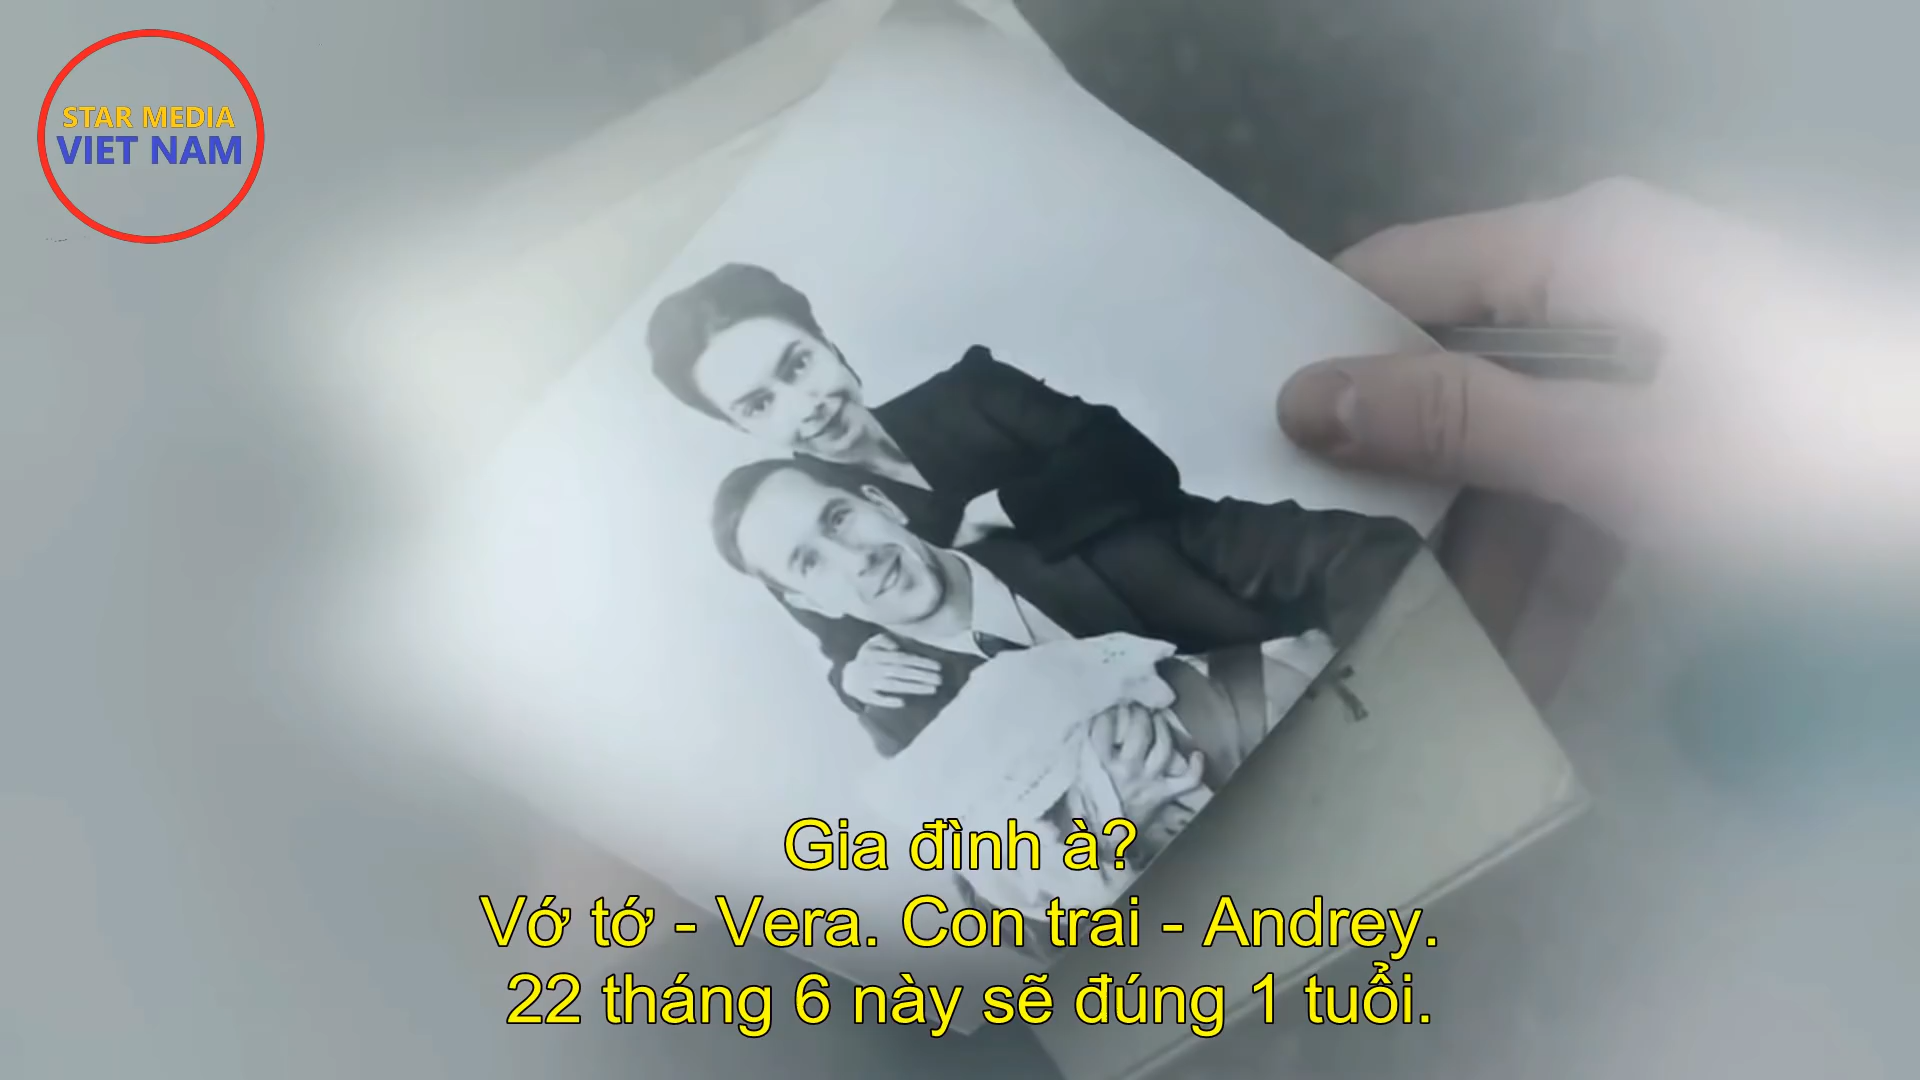 STAR MEDIA
VIET NAM
Gia đình à?
Vớ tớ - Vera. Con trai - Andrey.
22 tháng 6 này sẽ đúng 1 tuổi.